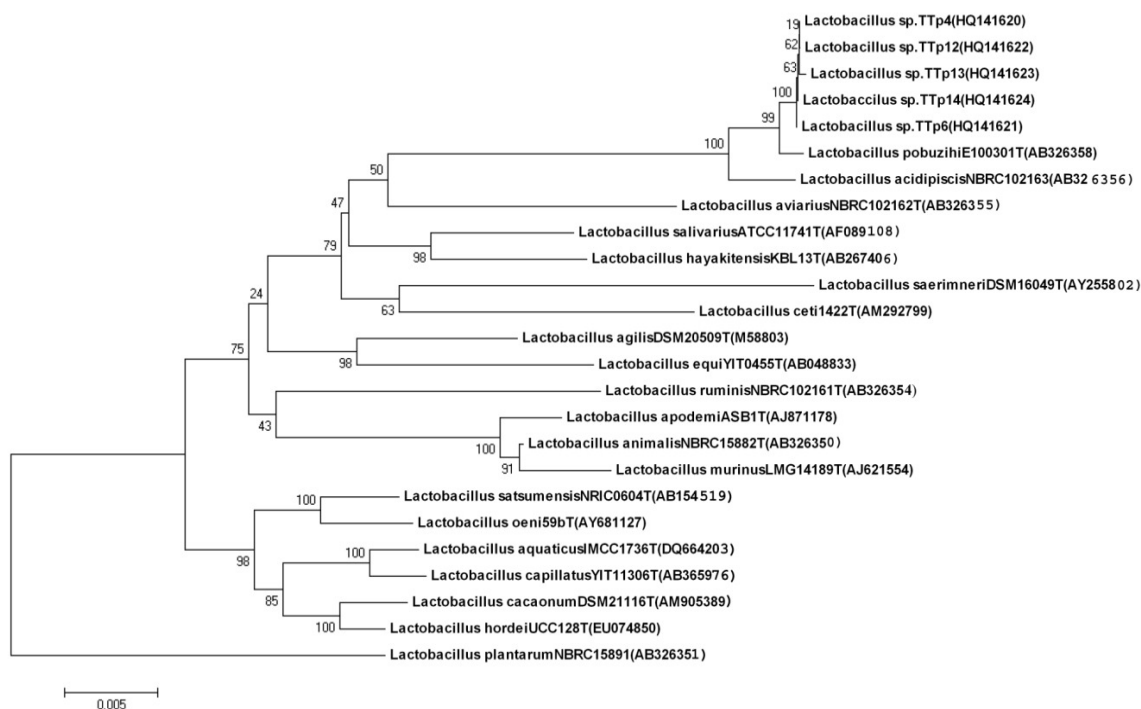 19
Lactobacillus sp.TTp4(HQ141620)
62
Lactobacillus sp.TTp12(HQ141622)
63
Lactobacillus sp.TTp13(HQ141623)
100
Lactobaccilus sp.TTp14(HQ141624)
99
Lactobacillus sp.TTp6(HQ141621)
100
Lactobacillus pobuzihiE100301T(AB326358)
50
Lactobacillus acidipiscisNBRC102163(AB32 6356)
47
Lactobacillus aviariusNBRC102162T(AB326355)
Lactobacillus salivariusATCC11741T(AF089108)
79
98
Lactobacillus hayakitensisKBL13T(AB267406)
24
Lactobacillus saerimneriDSM16049T(AY255802)
63
Lactobacillus ceti1422T(AM292799)
Lactobacillus agilisDSM20509T(M58803)
75
98
Lactobacillus equiYIT0455T(AB048833)
Lactobacillus ruminisNBRC102161T(AB326354)
43
Lactobacillus apodemiASB1T(AJ871178)
100
Lactobacillus animalisNBRC15882T(AB326350)
91
Lactobacillus murinusLMG14189T(AJ621554)
100
Lactobacillus satsumensisNRIC0604T(AB154519)
Lactobacillus oeni59bT(AY681127)
98
100
Lactobacillus aquaticusIMCC1736T(DQ664203)
Lactobacillus capillatusYIT11306T(AB365976)
85
Lactobacillus cacaonumDSM21116T(AM905389)
100
Lactobacillus hordeiUCC128T(EU074850)
Lactobacillus plantarumNBRC15891(AB326351)
0.005